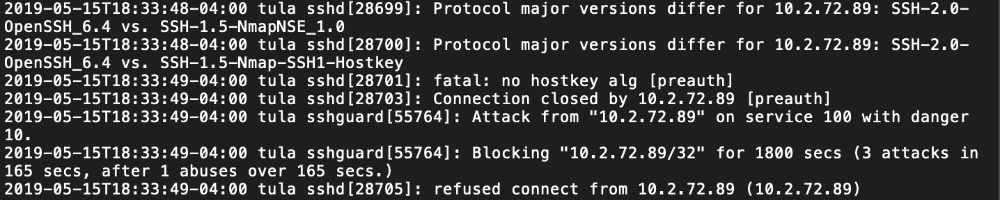 2019-05-15T18:33:48-04:00 tula sshd[28699]: Protocol major versions differ for 10.2.72.89: SSH-2.0-
OpenSSH_6.4 vs. SSH-1.5-NmapNSE_1.0
2019-05-15T18:33:48-04:00 tula sshd[28700]: Protocol major versions differ for 10.2.72.89: SSH-2.0-
OpenSSH_6.4 vs. SSH-1.5-Nmap-SSH1-Hostkey
2019-05-15T18:33:49-04:00 tula sshd[28701]: fatal: no hostkey alg [preauth]
2019-05-15T18:33:49-04:00 tula sshd[28703]: Connection closed by 10.2.72.89 [preauth]
2019-05-15T18:33:49-04:00 tula sshguard[55764]: Attack from "10.2.72.89" on service 100 with danger
10.
2019-05-15T18:33:49-04:00 tula sshguard[55764]: Blocking "10.2.72.89/32" for 1800 secs (3 attacks in
165 secs, after 1 abuses over 165 secs.)
2019-05-15T18:33:49-04:00 tula sshd[28705]: refused connect from 10.2.72.89 (10.2.72.89)